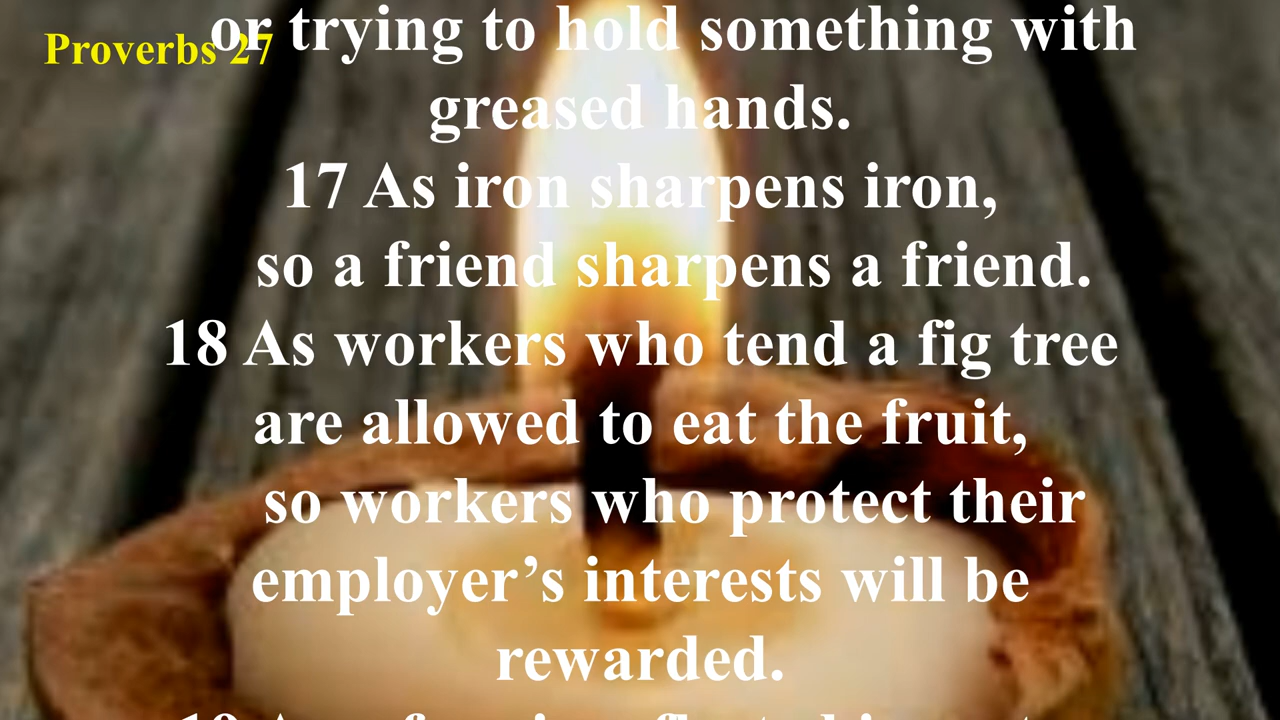 Proverbs 27
or trying to hold something with
greased hands.
17 As iron sharpens iron,
so a friend sharpens a friend.
18 As workers who tend a fig tree
are allowed to eat the fruit,
so workers who protect their
employer’s interests will be
rewarded.